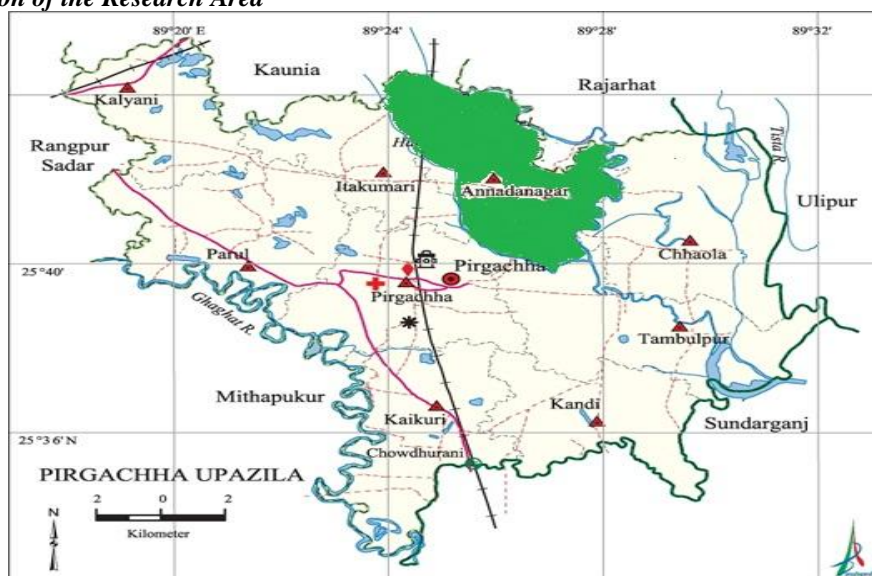 on of the Research Area
89°20' E
89°24'
89°28'
89°32'
Kaunia
Rajarhat
Kalyani
Tista R.
Rangpur
Sadar
Itakumari
Annadanagar
Ulipur
Chhaola
Parul
25°40'
Pirgachha
Pirgachha
Ghaghat R.
Tambulpur
Mithapukur
Kaikuri
Kandi
Sundarganj
25°36 N
Chowdhurani
PIRGACHHA UPAZILA
2 0 2
Kilometer
N